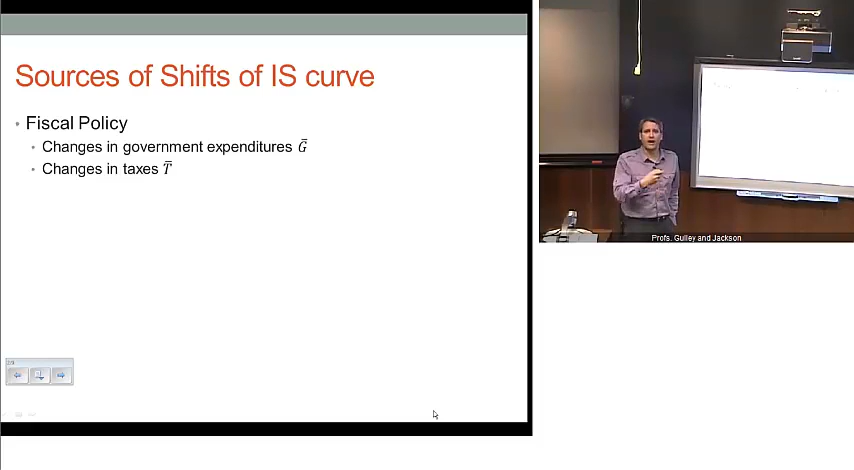 Sources of Shifts of IS curve
• Fiscal Policy
• Changes in government expenditures G̅
• Changes in taxes T̅
Profs. Gulley and Jackson